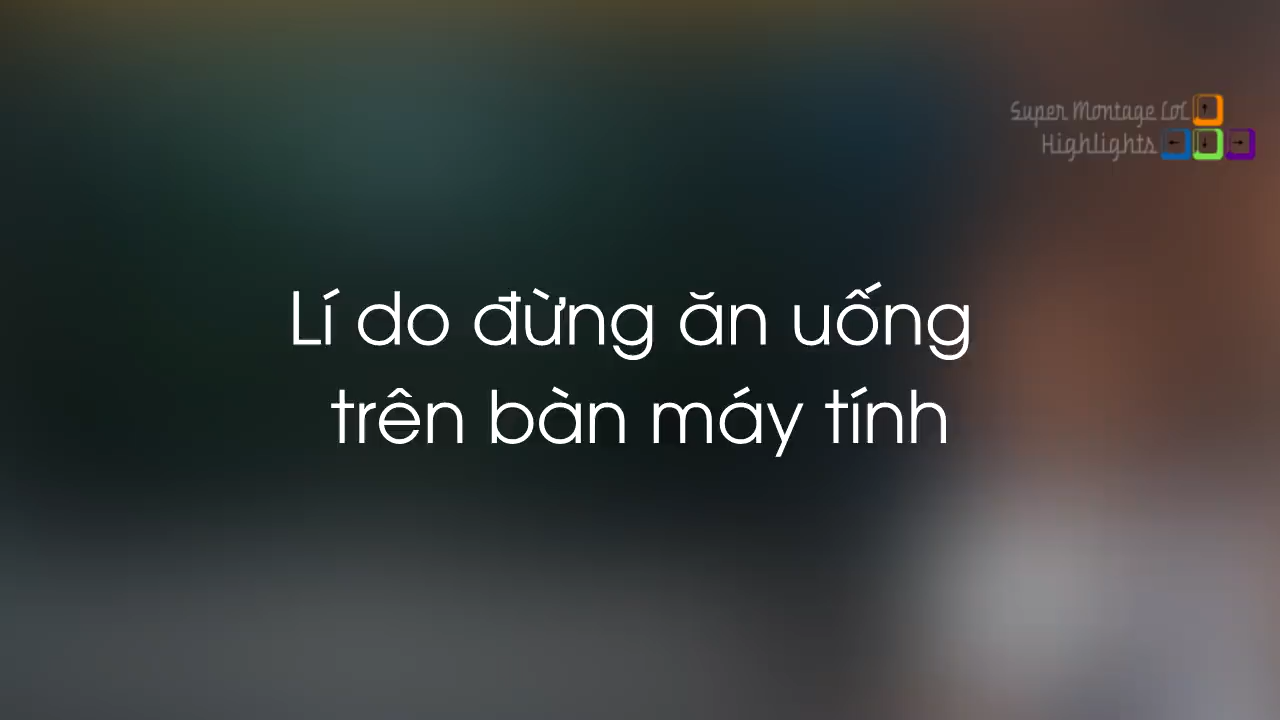 Super Montage LoL
Highlights
Lí do đừng ăn uống
trên bàn máy tính